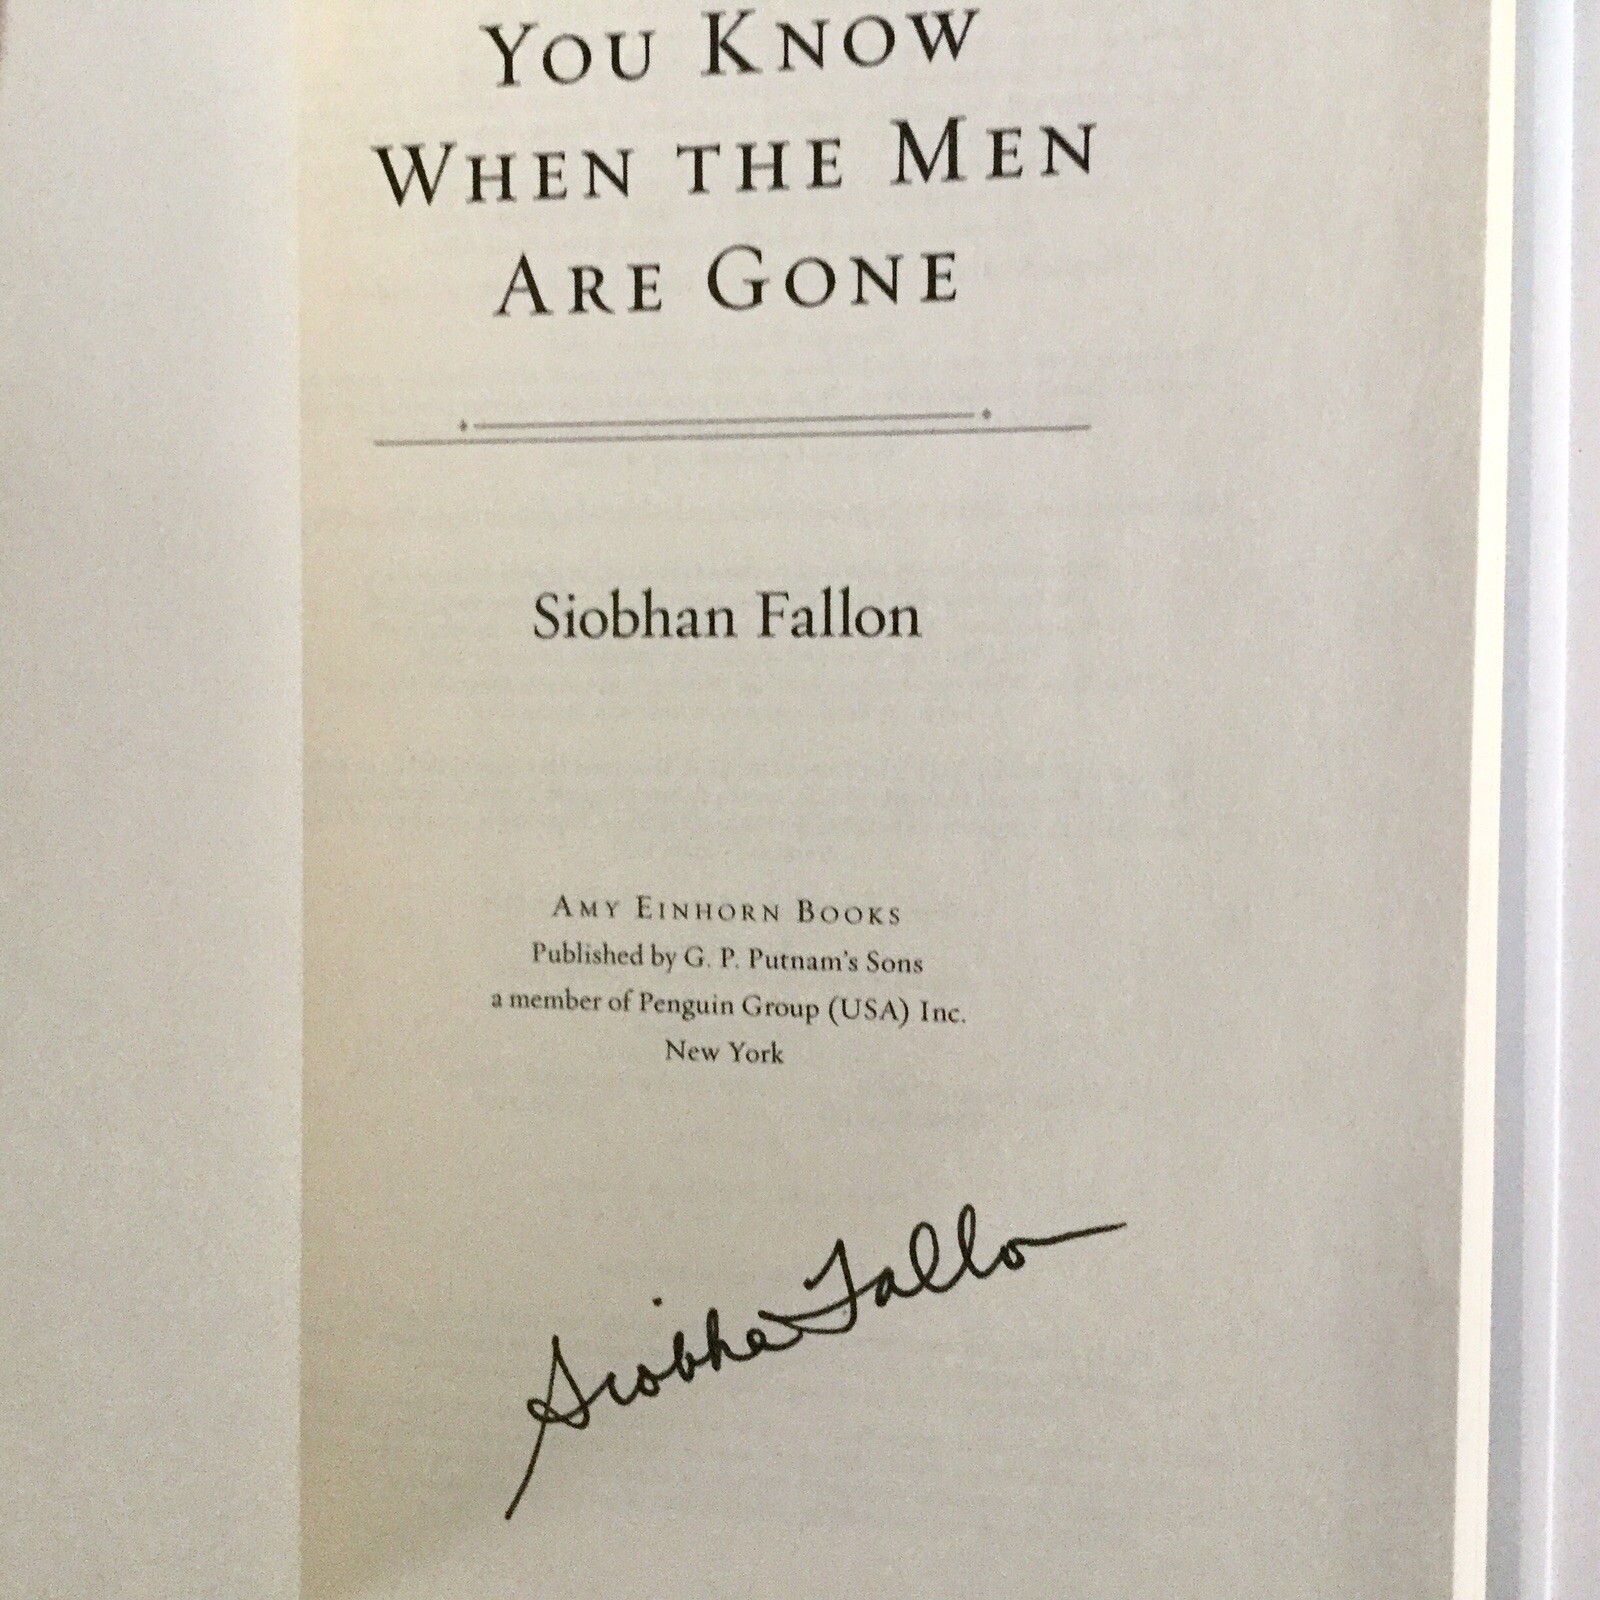 YOU KNOW
WHEN THE MEN
ARE GONE
Siobhan Fallon
AMY EINHORN BOOKS
Published by G. P. Putnam's Sons
a member of Penguin Group (USA) Inc.
New York
Siobhan Fallon